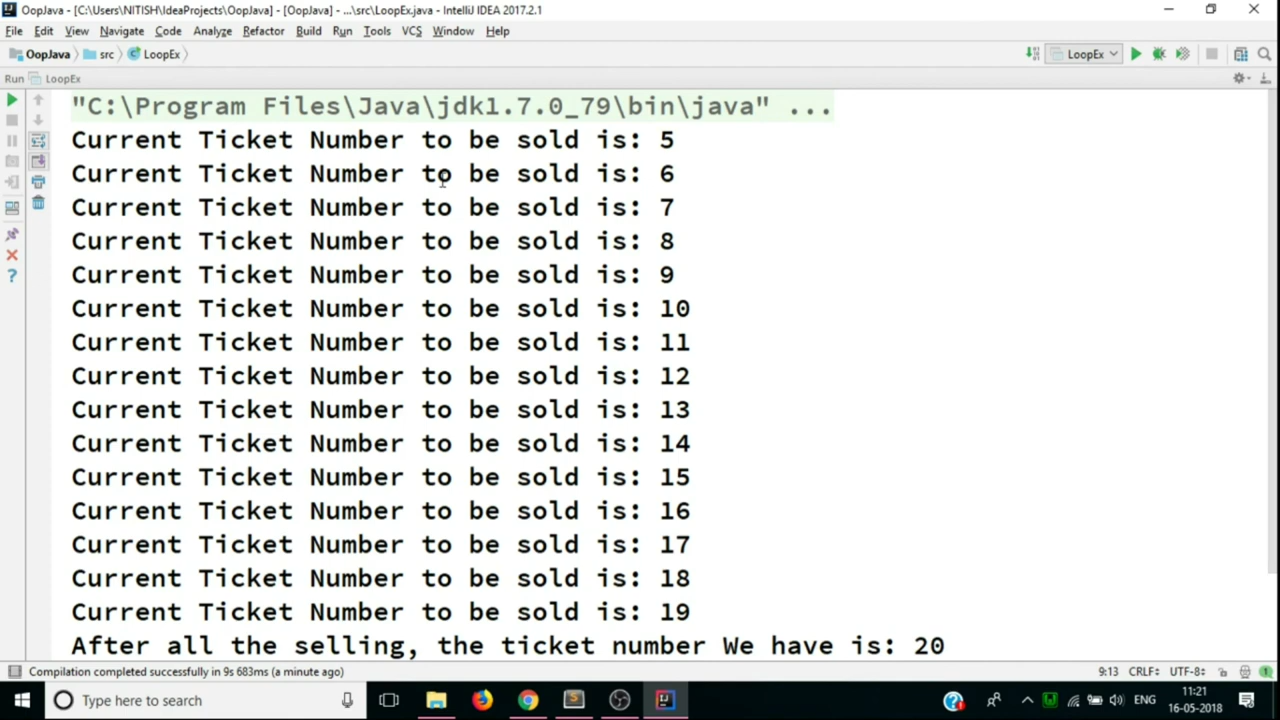 OopJava - [C:\Users\NITISH\IdeaProjects\OopJava] - [OopJava] - ...\src\LoopEx.java - IntelliJ IDEA 2017.2.1
File Edit View Navigate Code Analyze Refactor Build Run Tools VCS Window Help
OopJava src LoopEx LoopEx
Run LoopEx
"C:\Program Files\Java\jdk1.7.0_79\bin\java" ...
Current Ticket Number to be sold is: 5
Current Ticket Number to be sold is: 6
Current Ticket Number to be sold is: 7
Current Ticket Number to be sold is: 8
Current Ticket Number to be sold is: 9
Current Ticket Number to be sold is: 10
Current Ticket Number to be sold is: 11
Current Ticket Number to be sold is: 12
Current Ticket Number to be sold is: 13
Current Ticket Number to be sold is: 14
Current Ticket Number to be sold is: 15
Current Ticket Number to be sold is: 16
Current Ticket Number to be sold is: 17
Current Ticket Number to be sold is: 18
Current Ticket Number to be sold is: 19
After all the selling, the ticket number We have is: 20
Compilation completed successfully in 9s 683ms (a minute ago) 9:13 CRLF÷ UTF-8÷
Type here to search ENG 11:21
16-05-2018